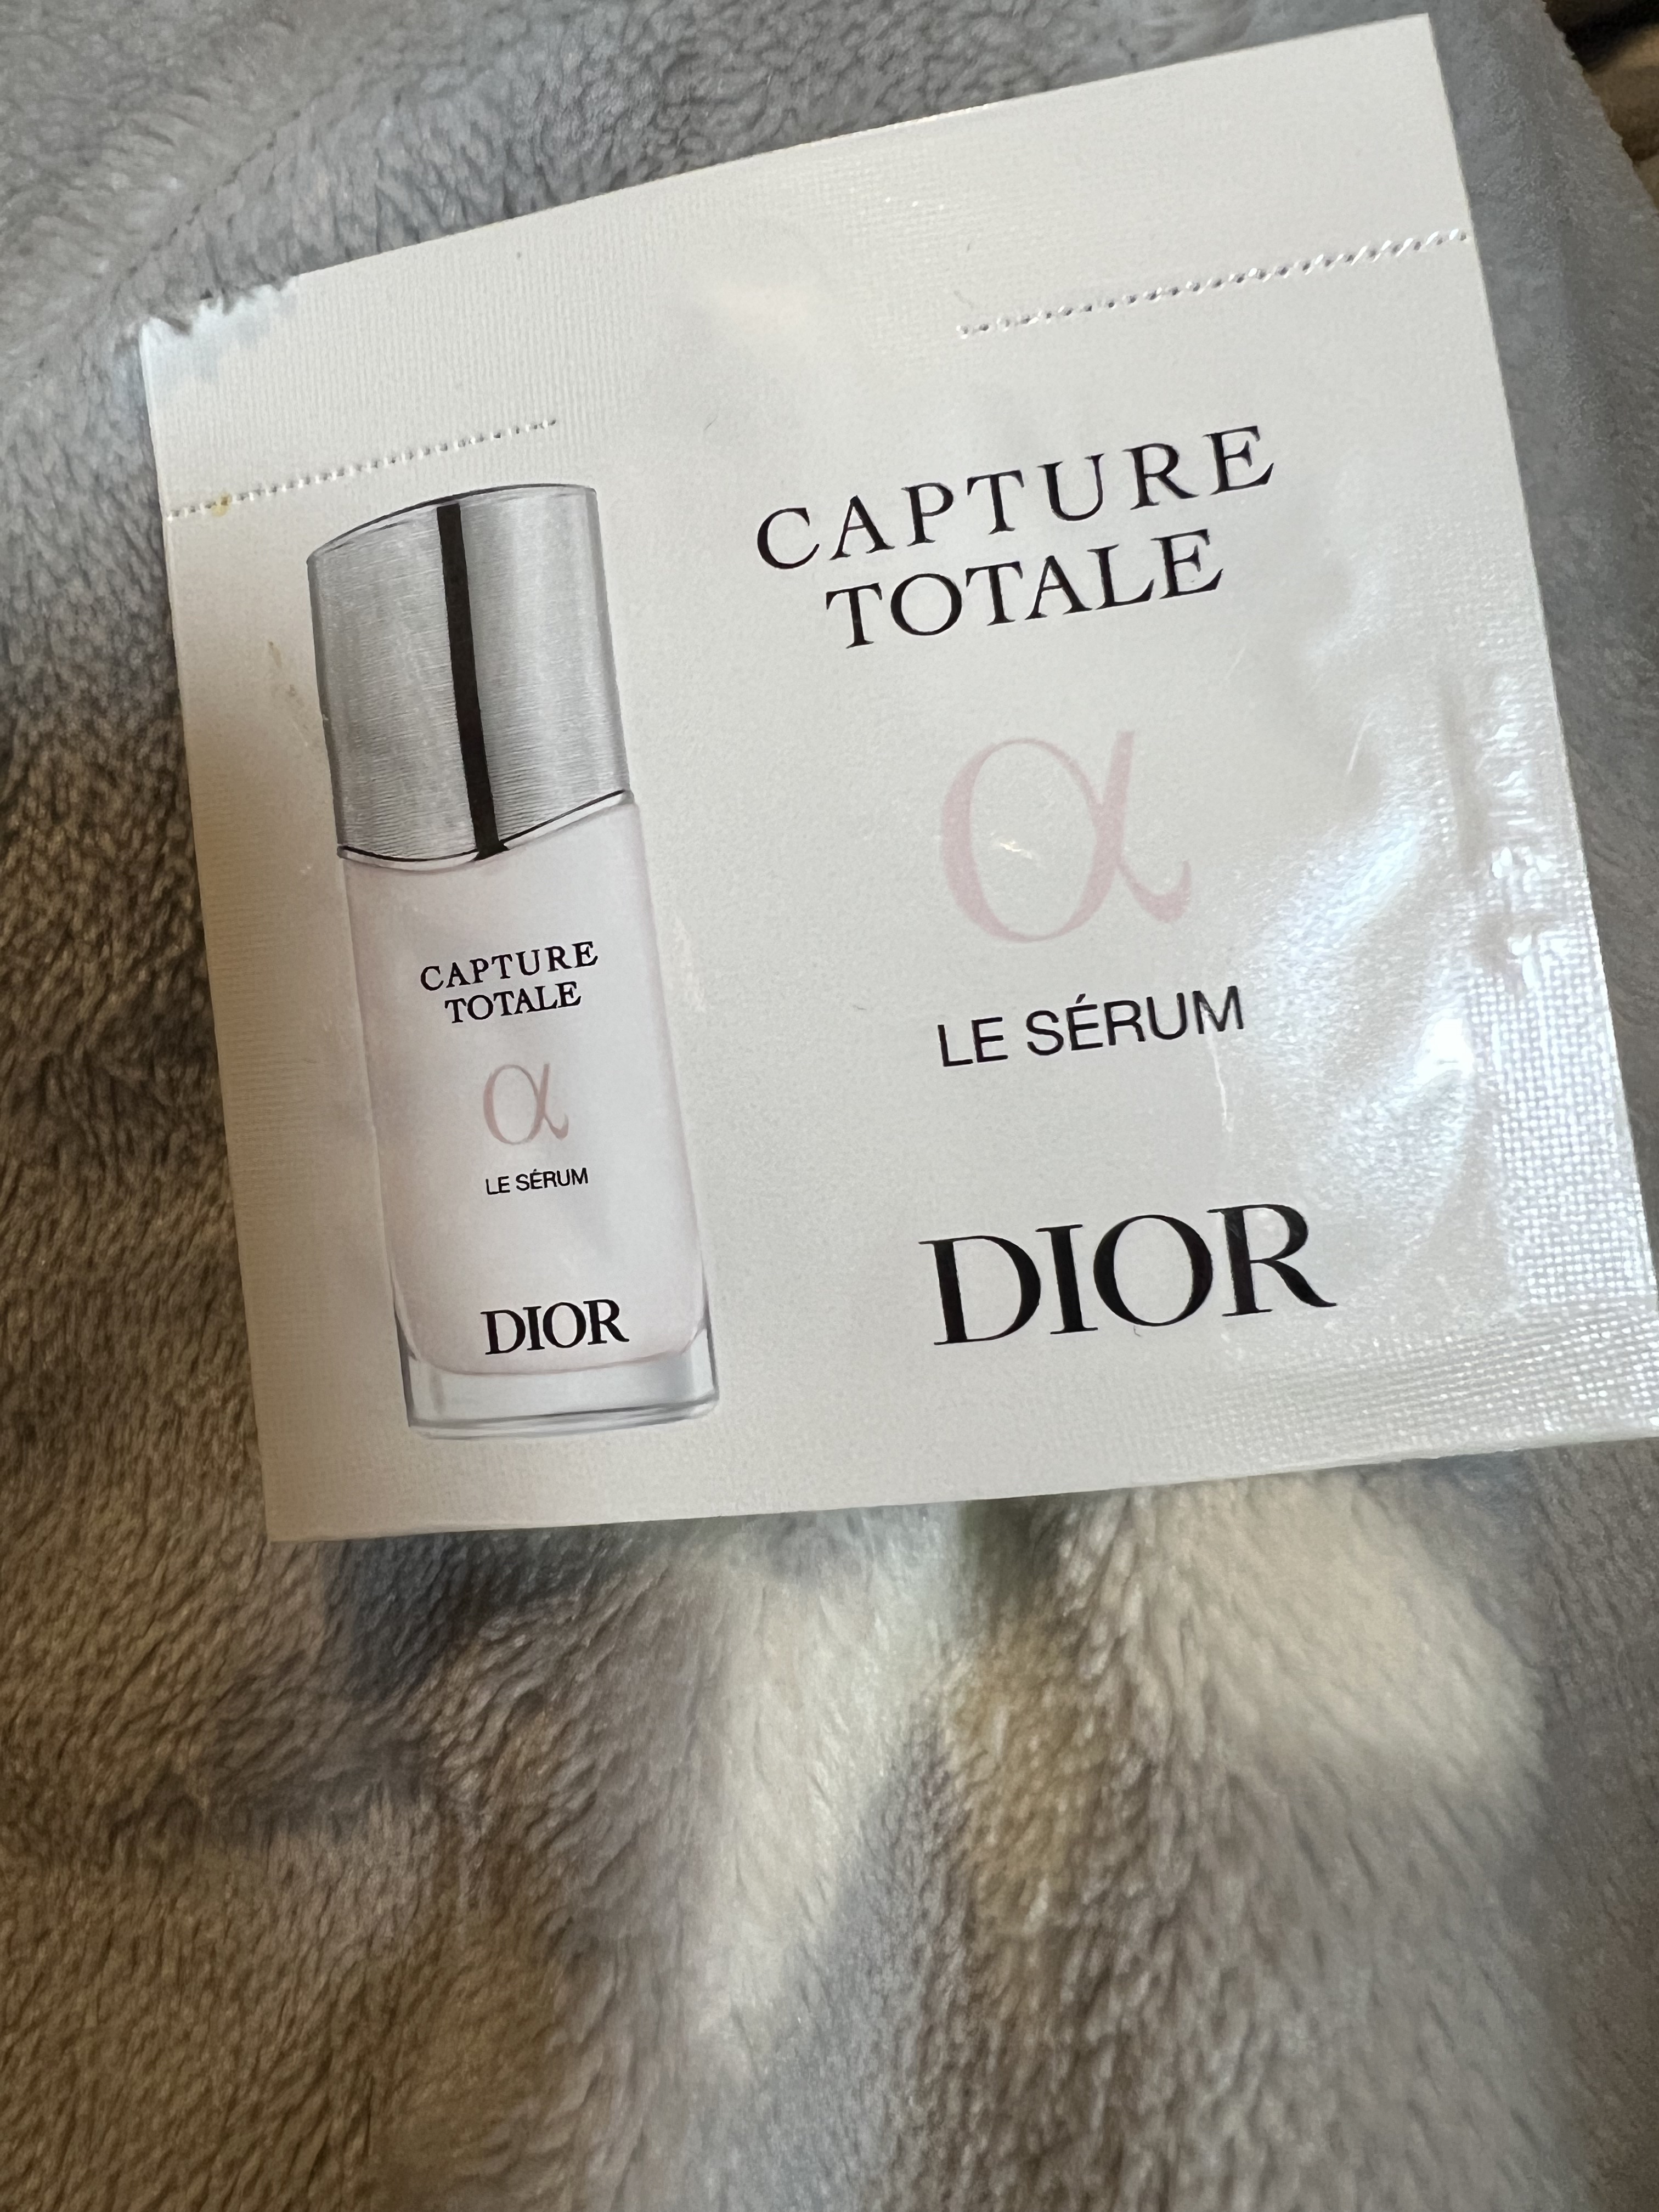 CAPTURE
TOTALE
α
LE SÉRUM
DIOR
CAPTURE
TOTALE
α
LE SÉRUM
DIOR